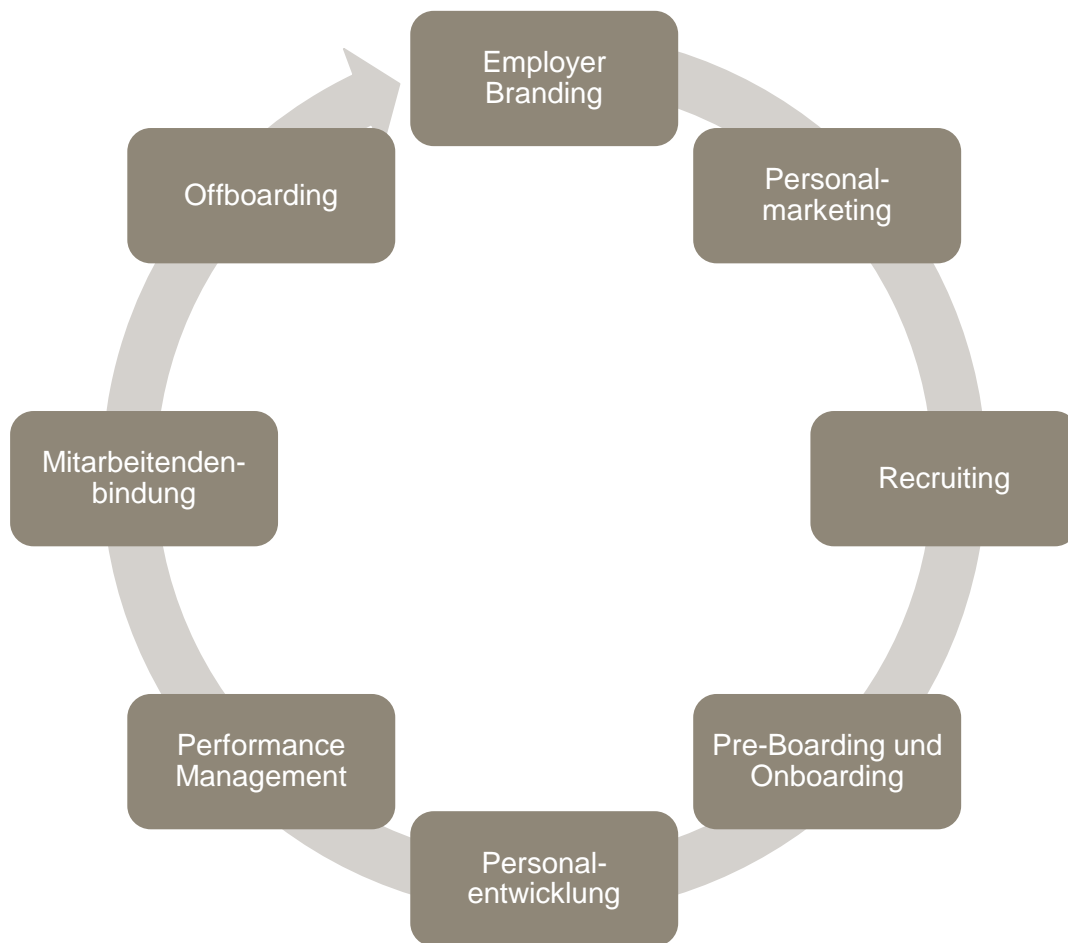 Employer
Branding
Personal-
marketing
Recruiting
Pre-Boarding und
Onboarding
Personal-
entwicklung
Performance
Management
Mitarbeitenden-
bindung
Offboarding